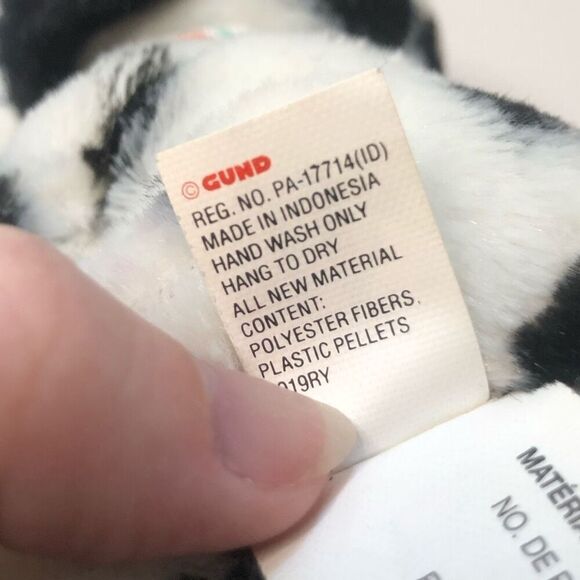 © GUND
REG. NO. PA-17714(ID)
MADE IN INDONESIA
HAND WASH ONLY
HANG TO DRY
ALL NEW MATERIAL
CONTENT:
POLYESTER FIBERS,
PLASTIC PELLETS
019RY
NO. DE